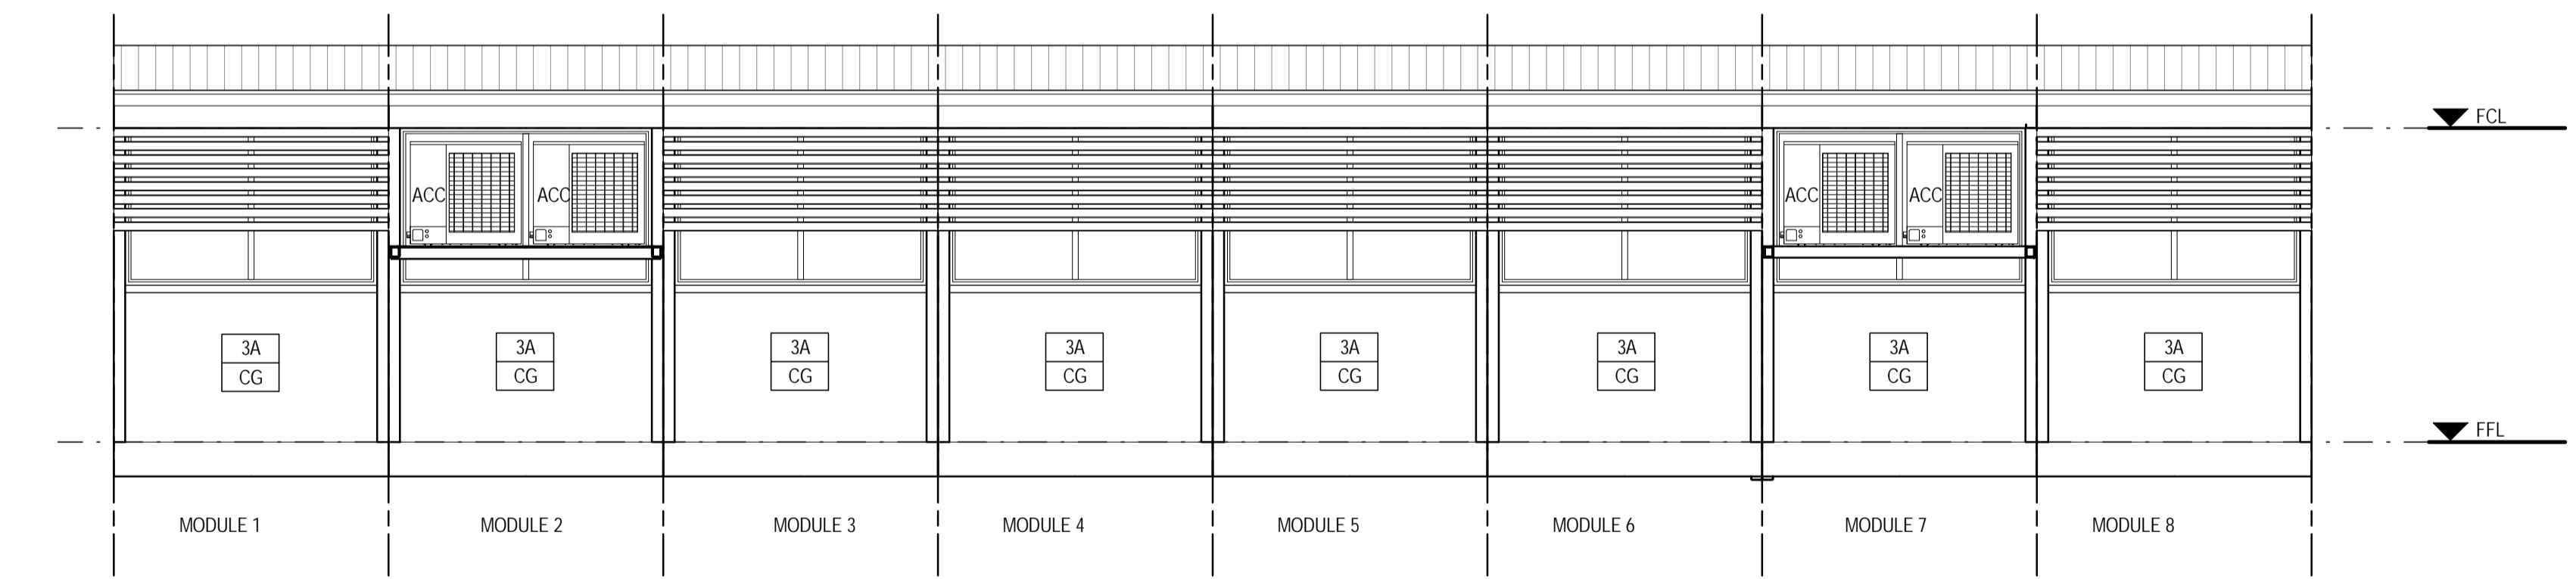 FCL
ACC ACC ACC ACC
3A 3A 3A 3A 3A 3A 3A 3A
CG CG CG CG CG CG CG CG
FFL
MODULE 1 MODULE 2 MODULE 3 MODULE 4 MODULE 5 MODULE 6 MODULE 7 MODULE 8